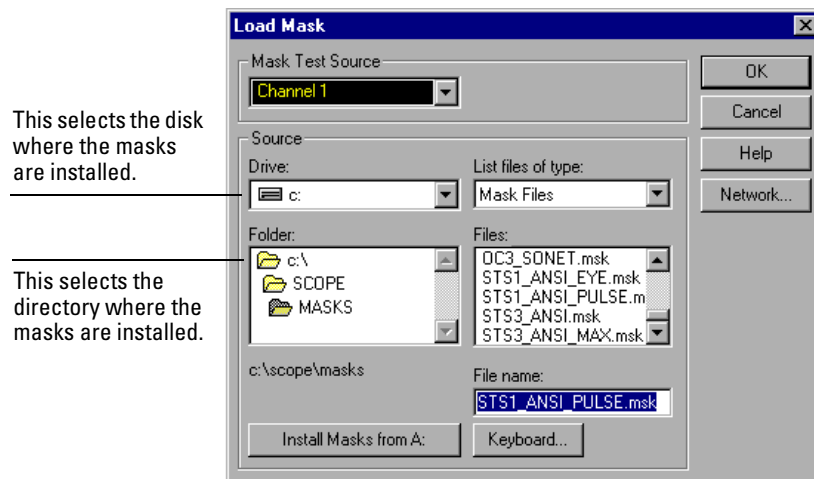 Load Mask
Mask Test Source
Channel 1
OK
Cancel
Help
Network...
This selects the disk
where the masks
are installed.
Source
Drive:
List files of type:
c:
Mask Files
Folder:
Files:
c:\
SCOPE
MASKS
OC3_SONET.msk
STS1_ANSI_EYE.msk
STS1_ANSI_PULSE.m
STS3_ANSI.msk
STS3_ANSI_MAX.msk
This selects the
directory where the
masks are installed.
c:\scope\masks
File name:
STS1_ANSI_PULSE.msk
Install Masks from A:
Keyboard...